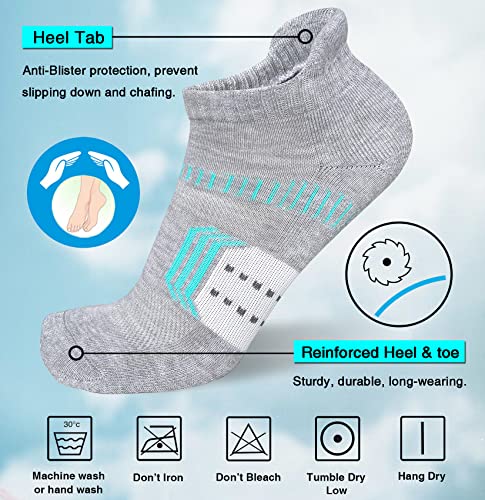 Heel Tab
Anti-Blister protection, prevent
slipping down and chafing.
Reinforced Heel & toe
Sturdy, durable, long-wearing.
30°c
Machine wash
or hand wash
Don't Iron
Don't Bleach
Tumble Dry
Low
Hang Dry